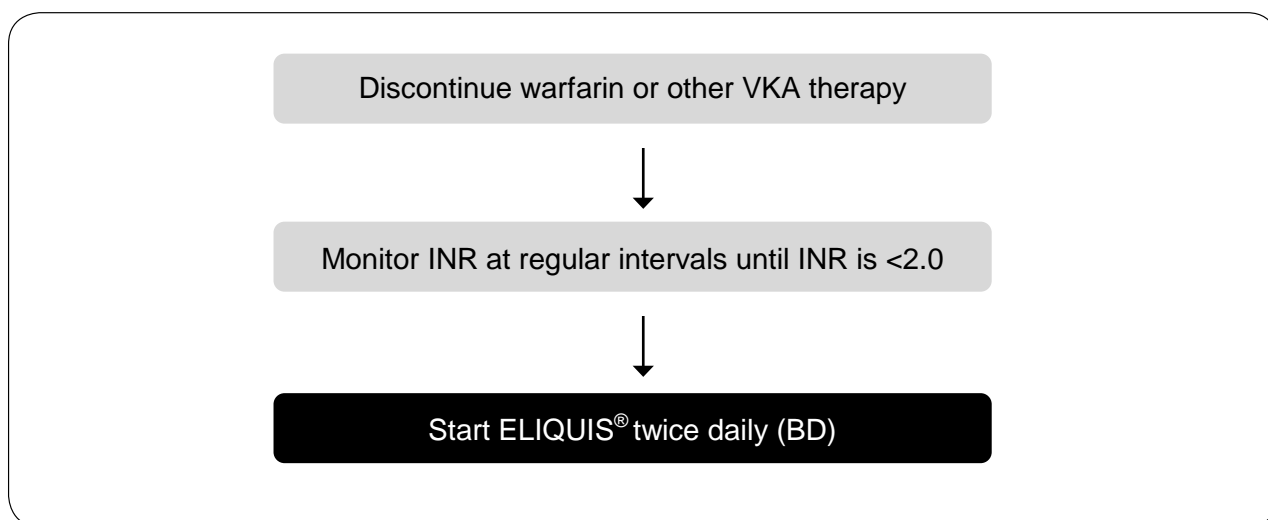 Discontinue warfarin or other VKA therapy
Monitor INR at regular intervals until INR is <2.0
Start ELIQUIS® twice daily (BD)